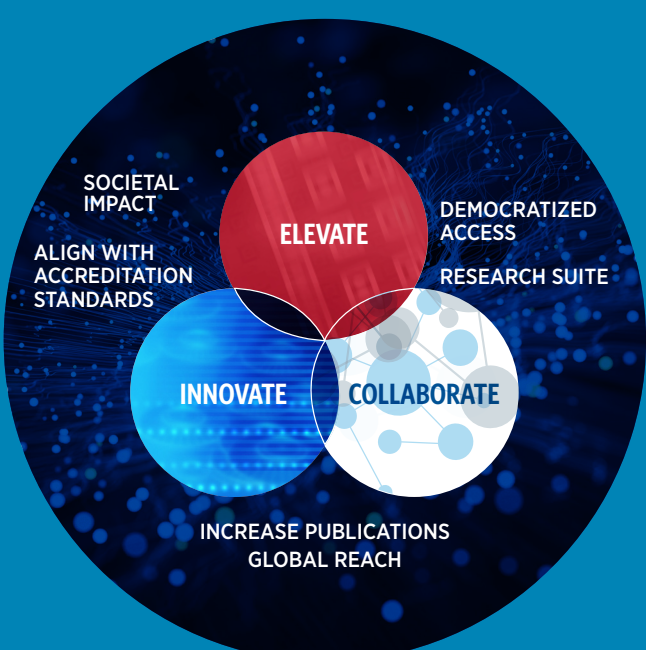 SOCIETAL
IMPACT
ALIGN WITH
ACCREDITATION
STANDARDS
ELEVATE
DEMOCRATIZED
ACCESS
RESEARCH SUITE
INNOVATE
COLLABORATE
INCREASE PUBLICATIONS
GLOBAL REACH